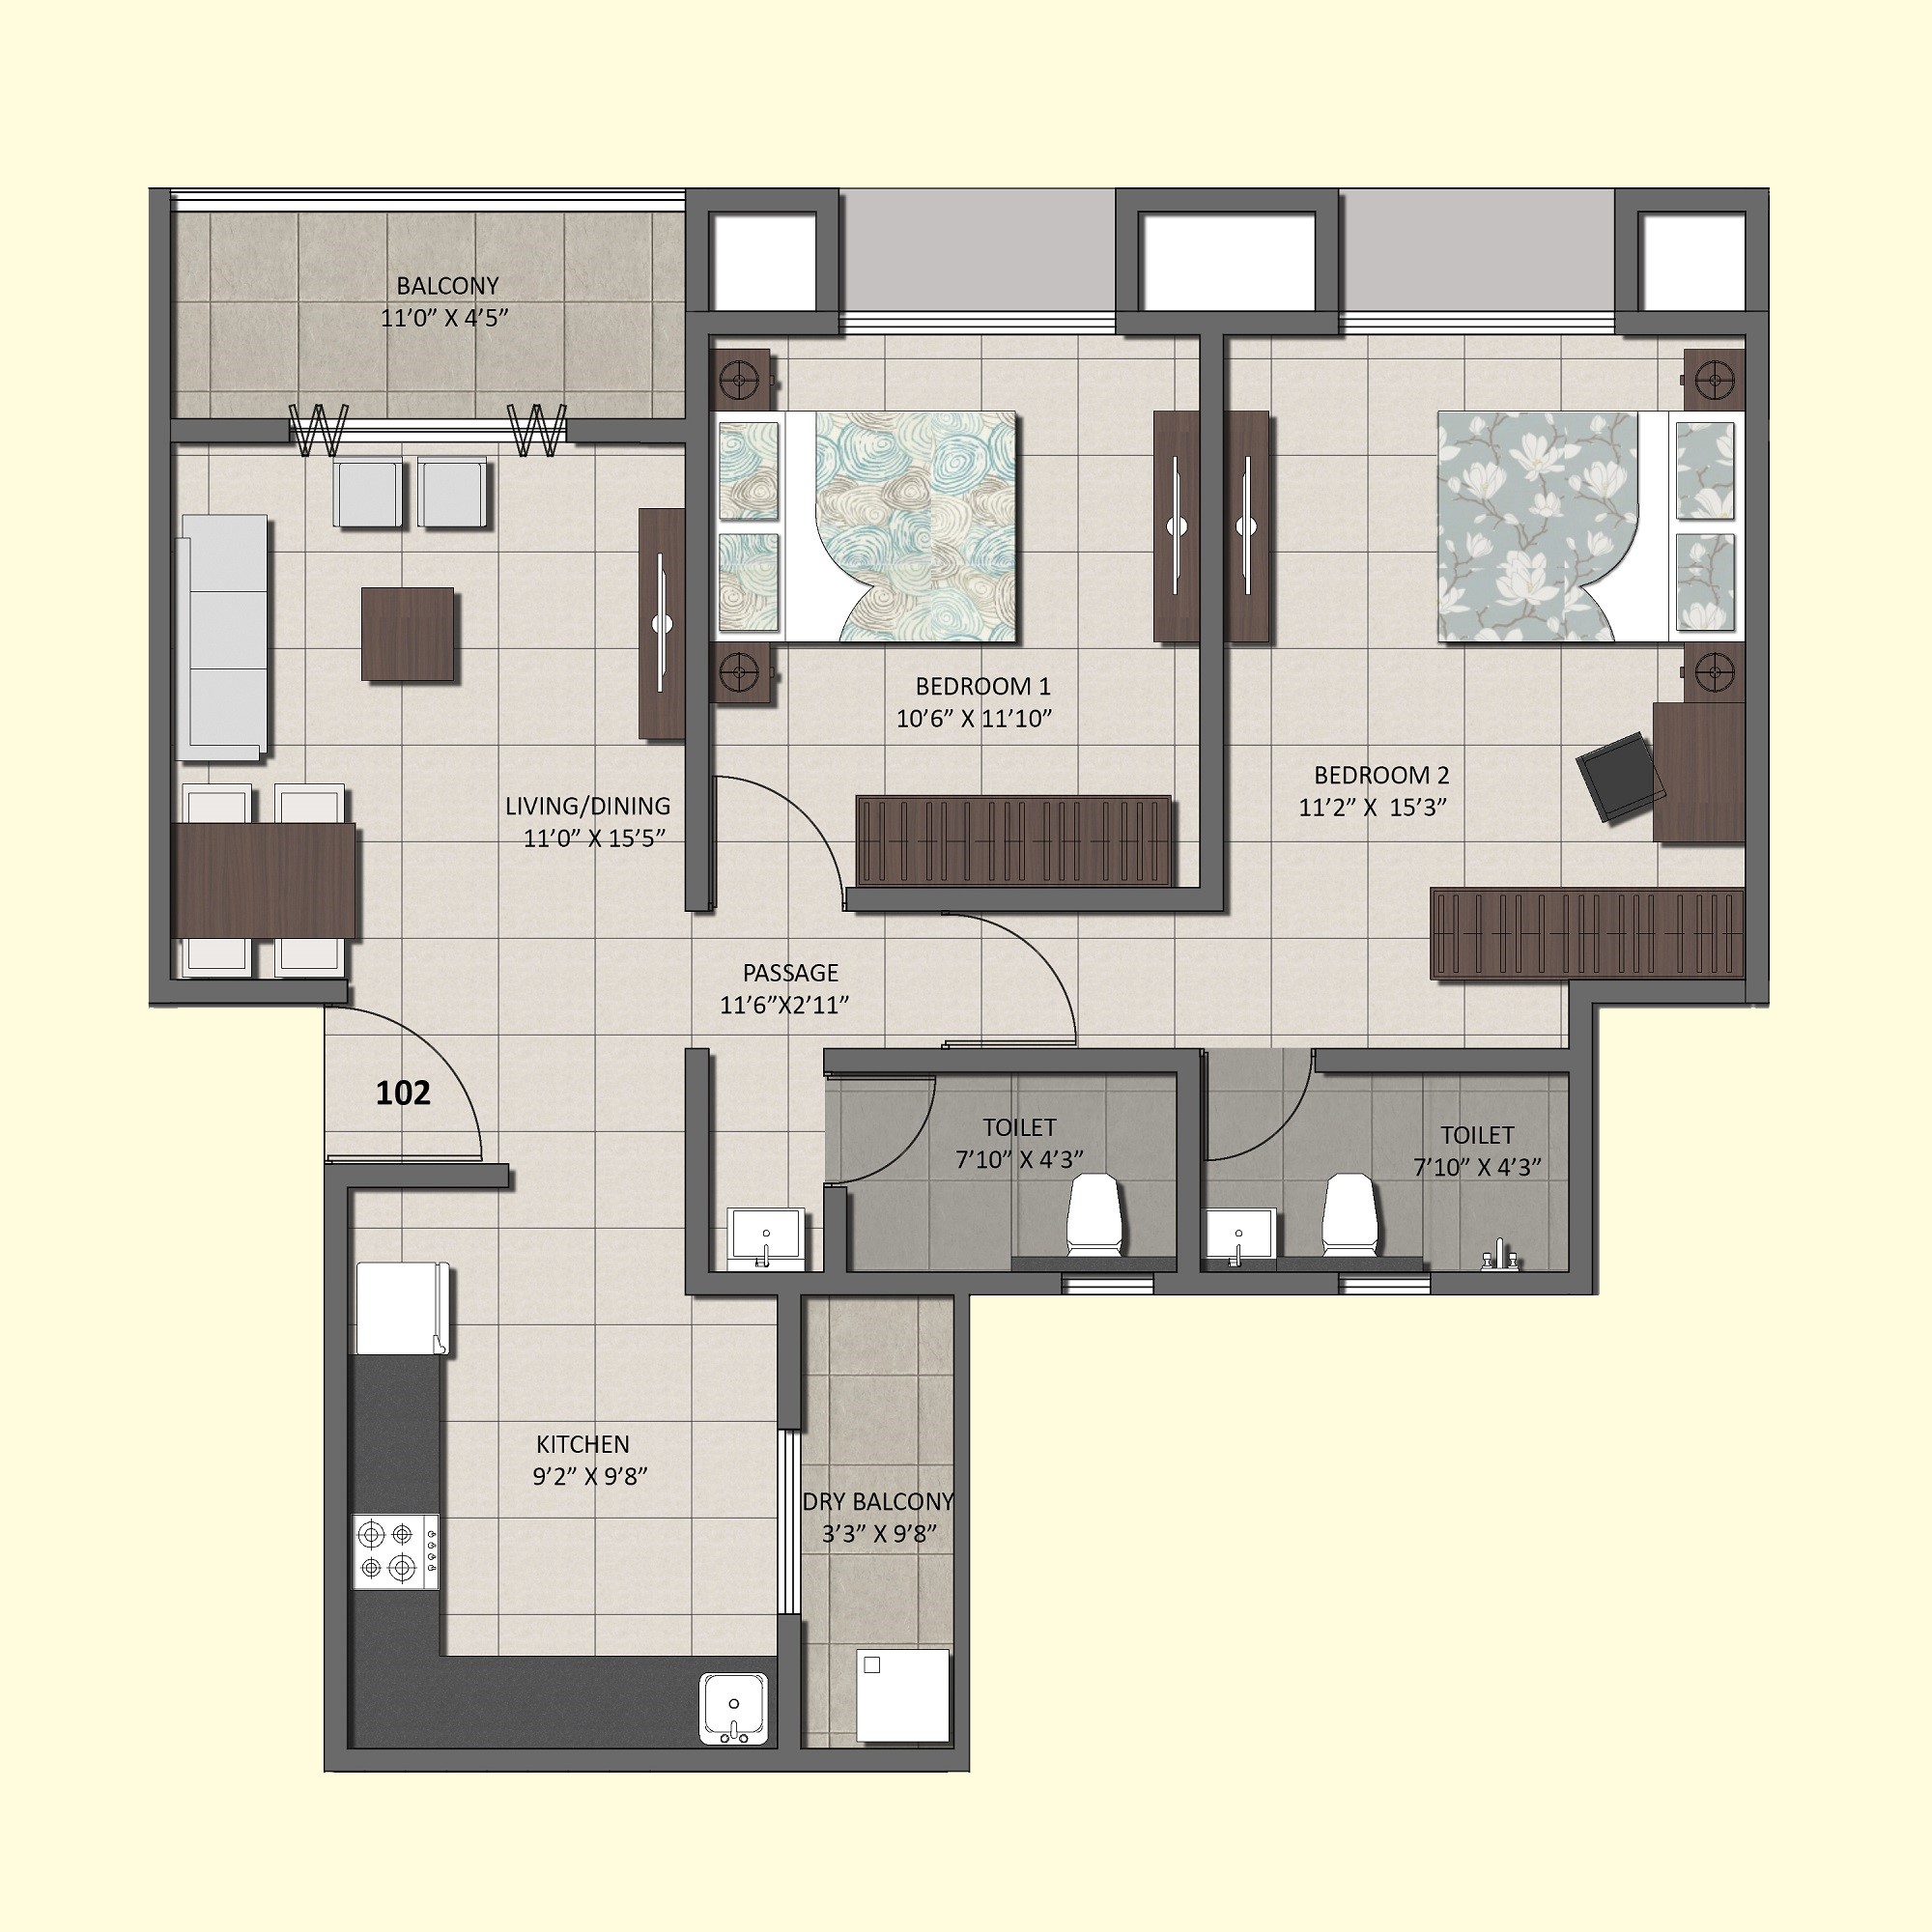 BALCONY
11’0” X 4’5”
BEDROOM 1
10’6” X 11’10”
BEDROOM 2
11’2” X 15’3”
LIVING/DINING
11’0” X 15’5”
PASSAGE
11’6”X2’11”
102
TOILET
7’10” X 4’3”
TOILET
7’10” X 4’3”
KITCHEN
9’2” X 9’8”
DRY BALCONY
3’3” X 9’8”